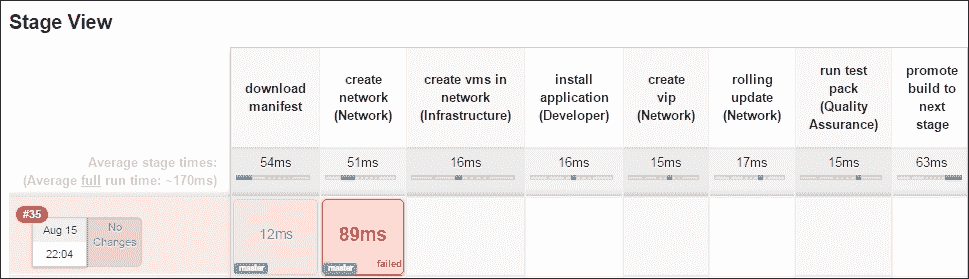 Stage View
download
manifest
create
network
(Network)
create vms in
network
(Infrastructure)
install
application
(Developer)
create
vip
(Network)
rolling
update
(Network)
run test
pack
(Quality
Assurance)
promote
build to
next
stage
Average stage times:
(Average full run time: ~170ms)
54ms
51ms
16ms
16ms
15ms
17ms
15ms
63ms
#35
Aug 15
22:04
No
Changes
12ms
master
89ms
master
failed